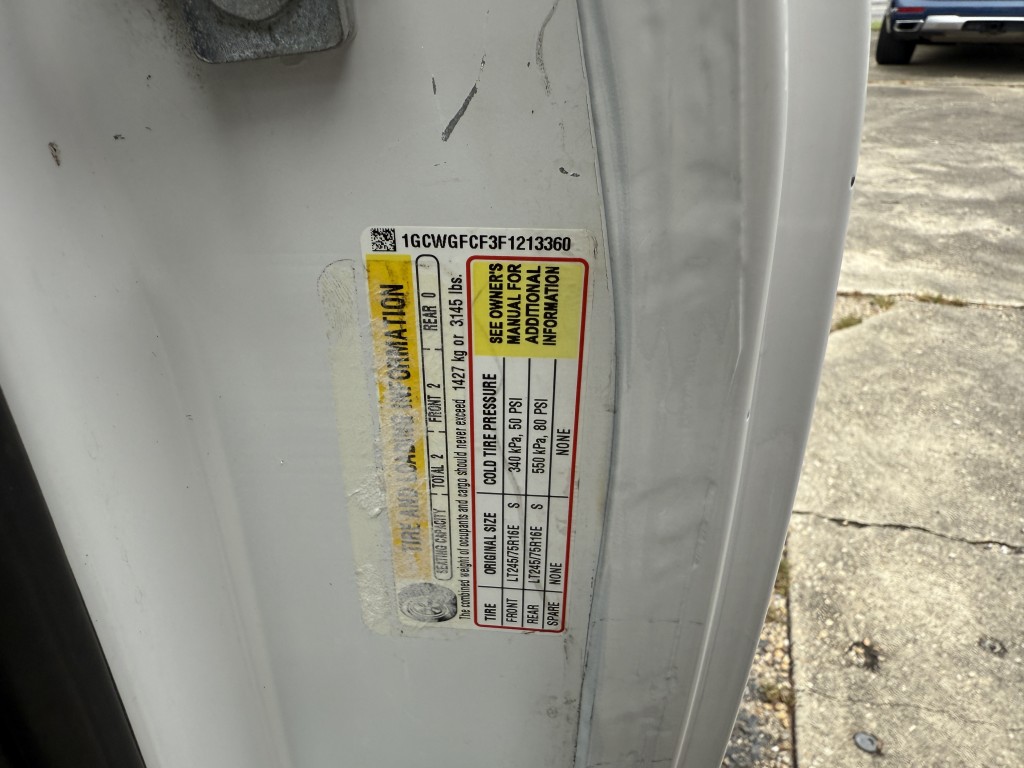 1GCWGFCF3F1213360
TIRE AND LOADING INFORMATION
SEATING CAPACITY TOTAL 2 FRONT 2 REAR 0
The combined weight of occupants and cargo should never exceed 1427 kg or 3145 lbs.
TIRE ORIGINAL SIZE COLD TIRE PRESSURE
FRONT LT245/75R16E S 340 kPa, 50 PSI
REAR LT245/75R16E S 550 kPa, 80 PSI
SPARE NONE NONE
SEE OWNER'S
MANUAL FOR
ADDITIONAL
INFORMATION